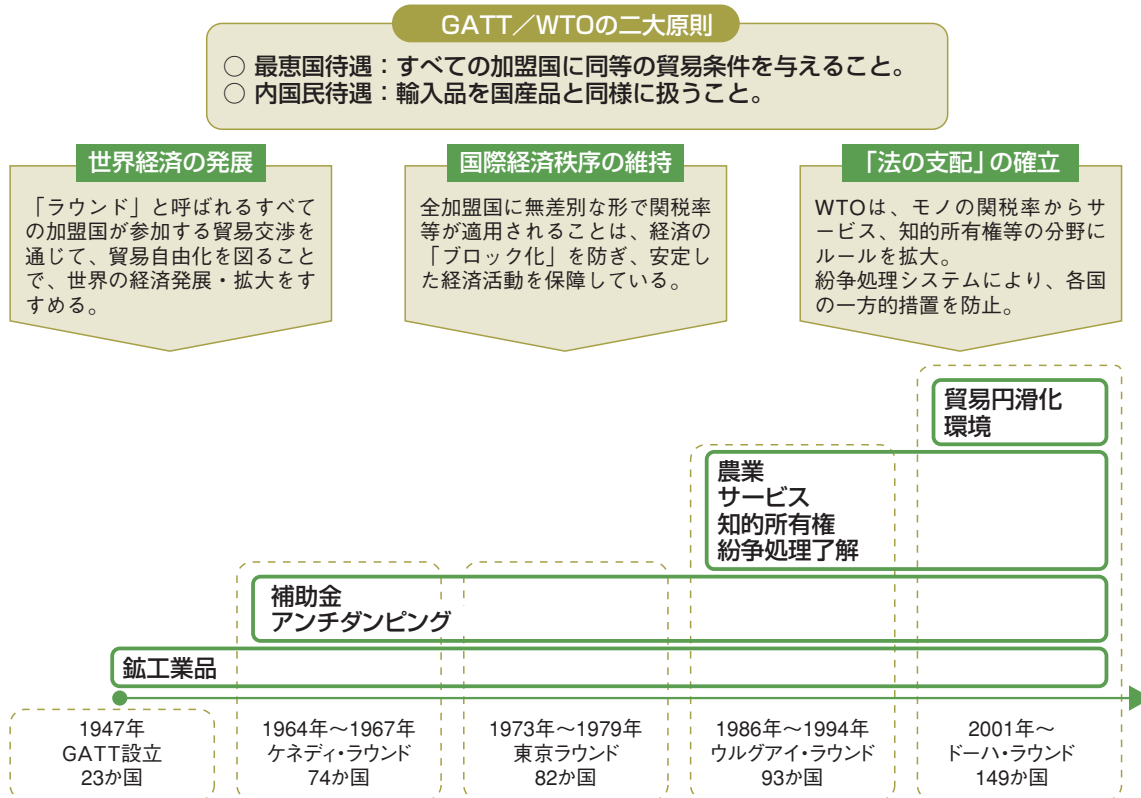 GATT／WTOの二大原則
○ 最恵国待遇：すべての加盟国に同等の貿易条件を与えること。
○ 内国民待遇：輸入品を国産品と同様に扱うこと。
世界経済の発展
「ラウンド」と呼ばれるすべて
の加盟国が参加する貿易交渉を
通じて、貿易自由化を図ること
で、世界の経済発展・拡大をす
すめる。
国際経済秩序の維持
全加盟国に無差別な形で関税率
等が適用されることは、経済の
「ブロック化」を防ぎ、安定し
た経済活動を保障している。
「法の支配」の確立
WTOは、モノの関税率からサ
ービス、知的所有権等の分野に
ルールを拡大。
紛争処理システムにより、各国
の一方的措置を防止。
貿易円滑化
環境
農業
サービス
知的所有権
紛争処理了解
補助金
アンチダンピング
鉱工業品
1947年
GATT設立
23か国
1964年～1967年
ケネディ・ラウンド
74か国
1973年～1979年
東京ラウンド
82か国
1986年～1994年
ウルグアイ・ラウンド
93か国
2001年～
ドーハ・ラウンド
149か国